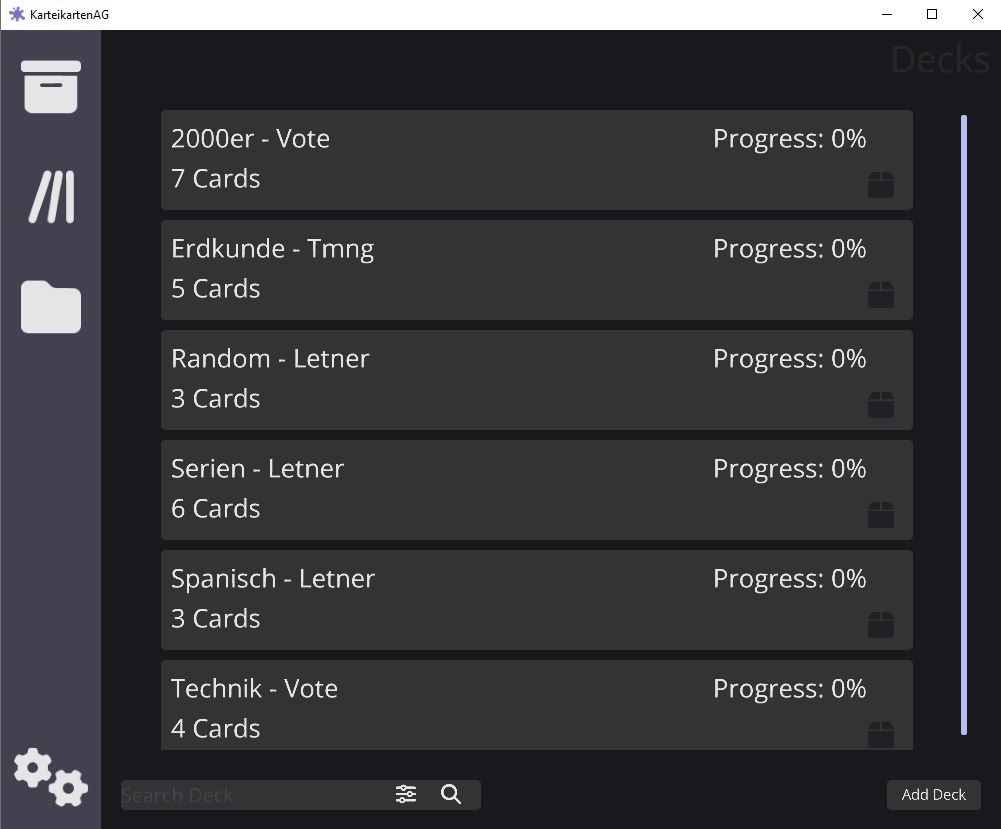 KarteikartenAG
Decks
2000er - Vote
Progress: 0%
7 Cards
Erdkunde - Tmng
Progress: 0%
5 Cards
Random - Letner
Progress: 0%
3 Cards
Serien - Letner
Progress: 0%
6 Cards
Spanisch - Letner
Progress: 0%
3 Cards
Technik - Vote
Progress: 0%
4 Cards
Search Deck
Add Deck